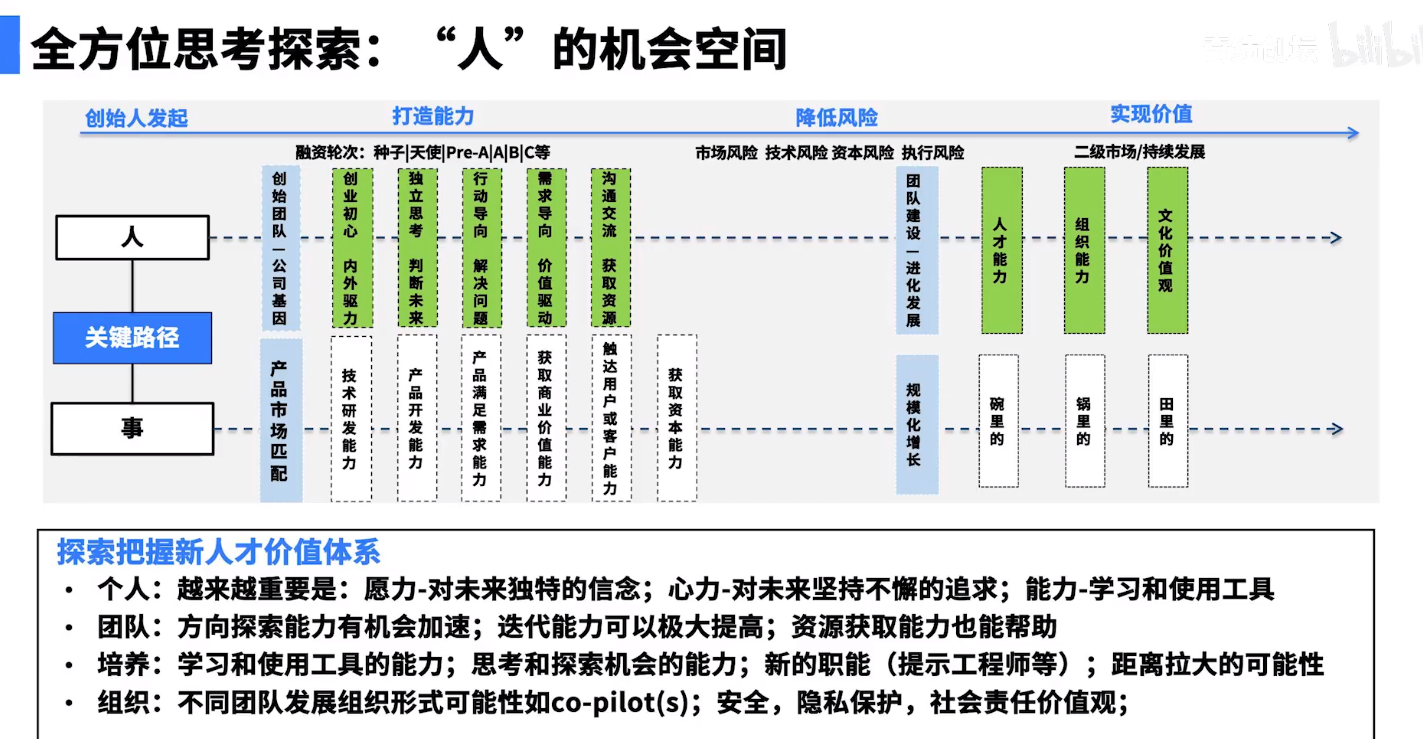 全方位思考探索：“人”的机会空间
bilibili
创始人发起 打造能力 降低风险 实现价值
融资轮次：种子|天使|Pre-A|A|B|C等 市场风险 技术风险 资本风险 执行风险 二级市场/持续发展
人
创始团队—公司基因
创业初心 内外驱力
独立思考 判断未来
行动导向 解决问题
需求导向 价值驱动
沟通交流 获取资源
团队建设—进化发展
人才能力
组织能力
文化价值观
关键路径
事
产品市场匹配
技术研发能力
产品开发能力
产品满足需求能力
获取商业价值能力
触达用户或客户能力
获取资本能力
规模化增长
碗里的
锅里的
田里的
探索把握新人才价值体系
• 个人：越来越重要是：愿力-对未来独特的信念；心力-对未来坚持不懈的追求；能力-学习和使用工具
• 团队：方向探索能力有机会加速；迭代能力可以极大提高；资源获取能力也能帮助
• 培养：学习和使用工具的能力；思考和探索机会的能力；新的职能（提示工程师等）；距离拉大的可能性
• 组织：不同团队发展组织形式可能性如co-pilot(s)；安全，隐私保护，社会责任价值观；